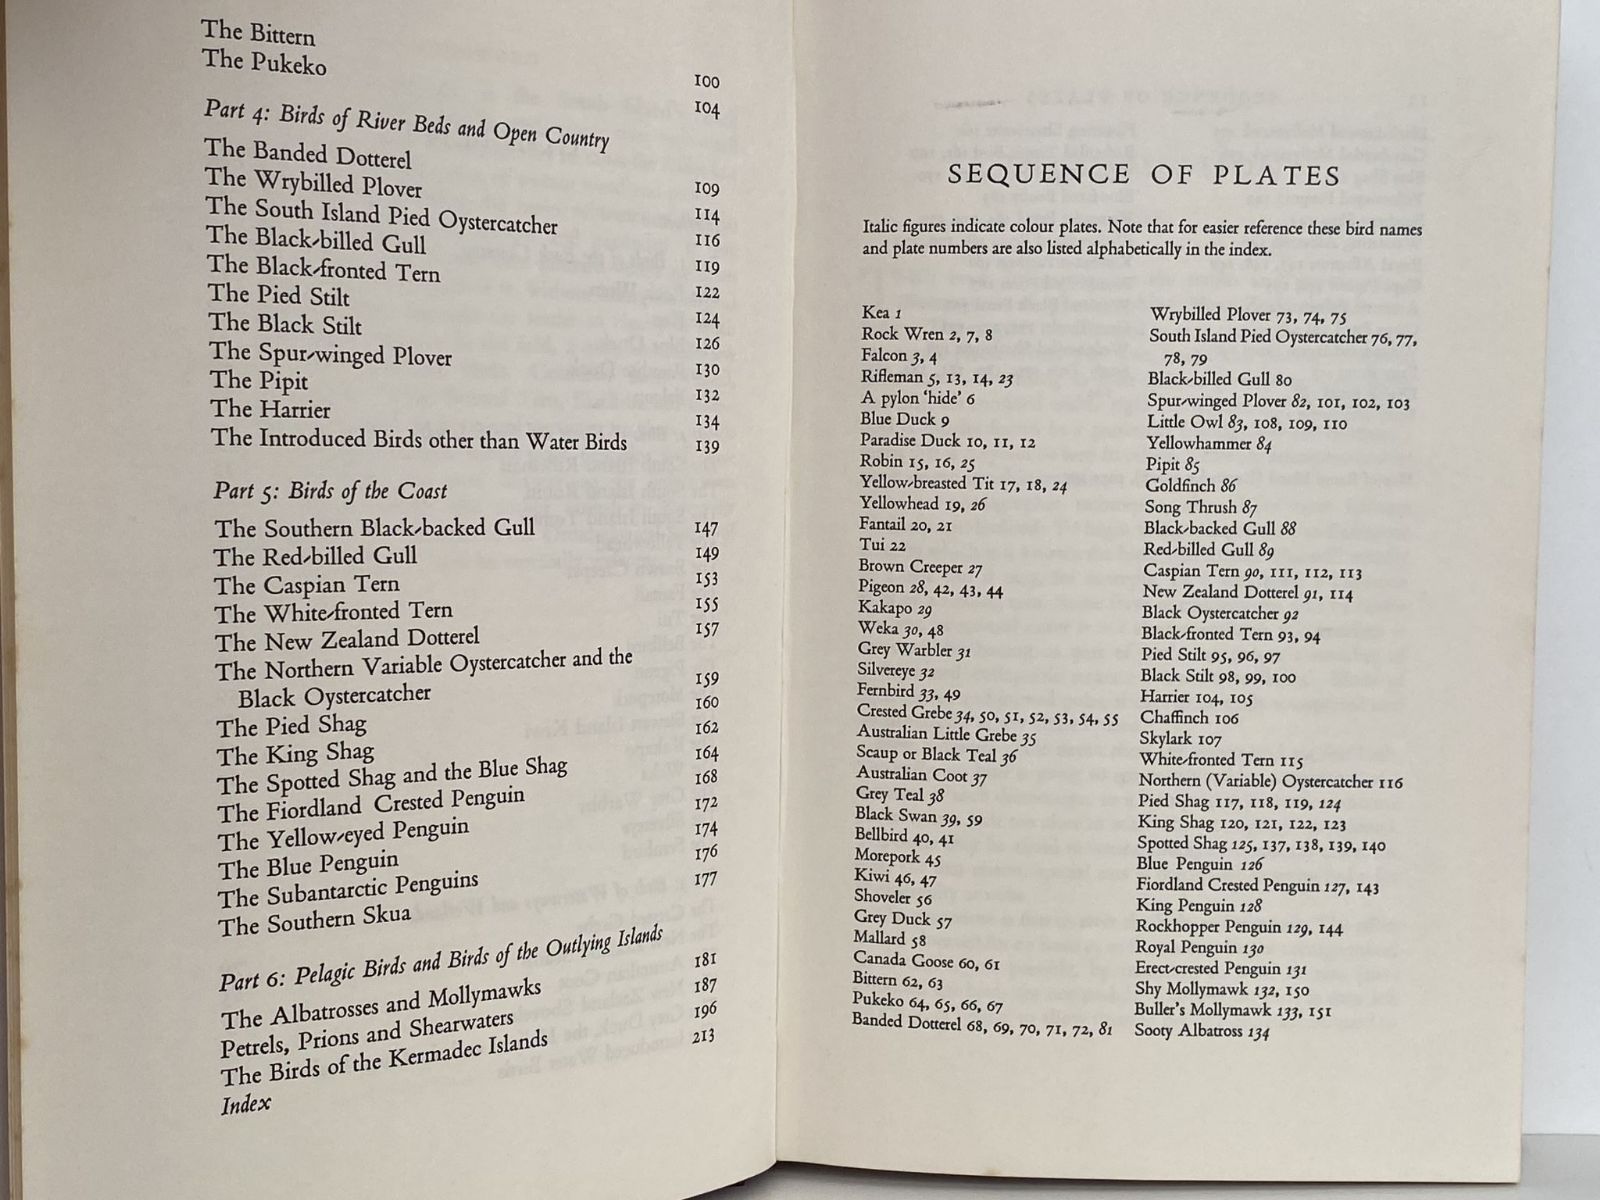 The Bittern 100
The Pukeko 104
Part 4: Birds of River Beds and Open Country
The Banded Dotterel 109
The Wrybilled Plover 114
The South Island Pied Oystercatcher 116
The Black-billed Gull 119
The Black-fronted Tern 122
The Pied Stilt 124
The Black Stilt 126
The Spur-winged Plover 130
The Pipit 132
The Harrier 134
The Introduced Birds other than Water Birds 139
Part 5: Birds of the Coast
The Southern Black-backed Gull 147
The Red-billed Gull 149
The Caspian Tern 153
The White-fronted Tern 155
The New Zealand Dotterel 157
The Northern Variable Oystercatcher and the
Black Oystercatcher 159
The Pied Shag 160
The King Shag 162
The Spotted Shag and the Blue Shag 164
The Fiordland Crested Penguin 168
The Yellow-eyed Penguin 172
The Blue Penguin 174
The Subantarctic Penguins 176
The Southern Skua 177
Part 6: Pelagic Birds and Birds of the Outlying Islands
The Albatrosses and Mollymawks 181
Petrels, Prions and Shearwaters 187
The Birds of the Kermadec Islands 196
Index 213
SEQUENCE OF PLATES
Italic figures indicate colour plates. Note that for easier reference these bird names
and plate numbers are also listed alphabetically in the index.
Kea 1
Rock Wren 2, 7, 8
Falcon 3, 4
Rifleman 5, 13, 14, 23
A pylon 'hide' 6
Blue Duck 9
Paradise Duck 10, 11, 12
Robin 15, 16, 25
Yellow-breasted Tit 17, 18, 24
Yellowhead 19, 26
Fantail 20, 21
Tui 22
Brown Creeper 27
Pigeon 28, 42, 43, 44
Kakapo 29
Weka 30, 48
Grey Warbler 31
Silvereye 32
Fernbird 33, 49
Crested Grebe 34, 50, 51, 52, 53, 54, 55
Australian Little Grebe 35
Scaup or Black Teal 36
Australian Coot 37
Grey Teal 38
Black Swan 39, 59
Bellbird 40, 41
Morepork 45
Kiwi 46, 47
Shoveler 56
Grey Duck 57
Mallard 58
Canada Goose 60, 61
Bittern 62, 63
Pukeko 64, 65, 66, 67
Banded Dotterel 68, 69, 70, 71, 72, 81
Wrybilled Plover 73, 74, 75
South Island Pied Oystercatcher 76, 77,
78, 79
Black-billed Gull 80
Spur-winged Plover 82, 101, 102, 103
Little Owl 83, 108, 109, 110
Yellowhammer 84
Pipit 85
Goldfinch 86
Song Thrush 87
Black-backed Gull 88
Red-billed Gull 89
Caspian Tern 90, 111, 112, 113
New Zealand Dotterel 91, 114
Black Oystercatcher 92
Black-fronted Tern 93, 94
Pied Stilt 95, 96, 97
Black Stilt 98, 99, 100
Harrier 104, 105
Chaffinch 106
Skylark 107
White-fronted Tern 115
Northern (Variable) Oystercatcher 116
Pied Shag 117, 118, 119, 124
King Shag 120, 121, 122, 123
Spotted Shag 125, 137, 138, 139, 140
Blue Penguin 126
Fiordland Crested Penguin 127, 143
King Penguin 128
Rockhopper Penguin 129, 144
Royal Penguin 130
Erect-crested Penguin 131
Shy Mollymawk 132, 150
Buller's Mollymawk 133, 151
Sooty Albatross 134